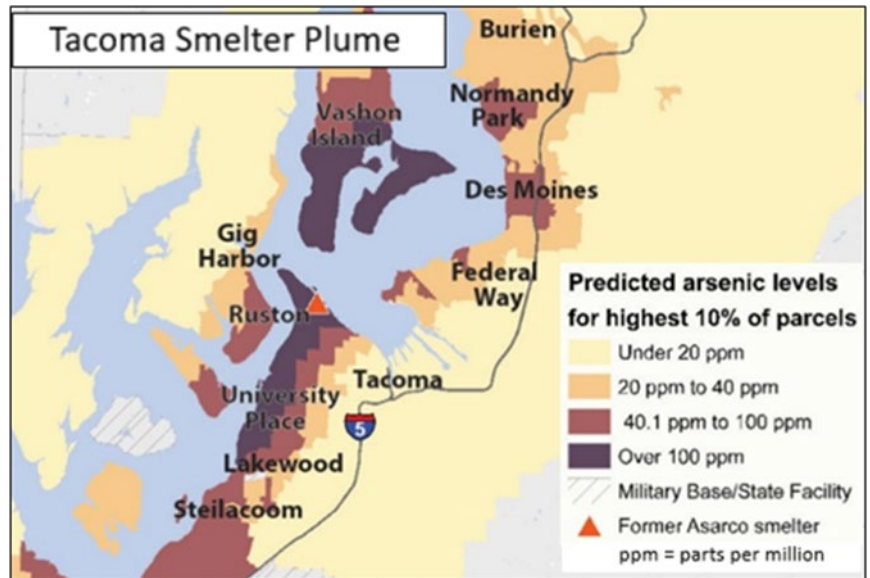 Tacoma Smelter Plume
Burien
Normandy
Park
Vashon
Island
Des Moines
Gig
Harbor
Federal
Way
Ruston
Tacoma
University
Place
5
Lakewood
Steilacoom
Predicted arsenic levels
for highest 10% of parcels
Under 20 ppm
20 ppm to 40 ppm
40.1 ppm to 100 ppm
Over 100 ppm
Military Base/State Facility
Former Asarco smelter
ppm = parts per million